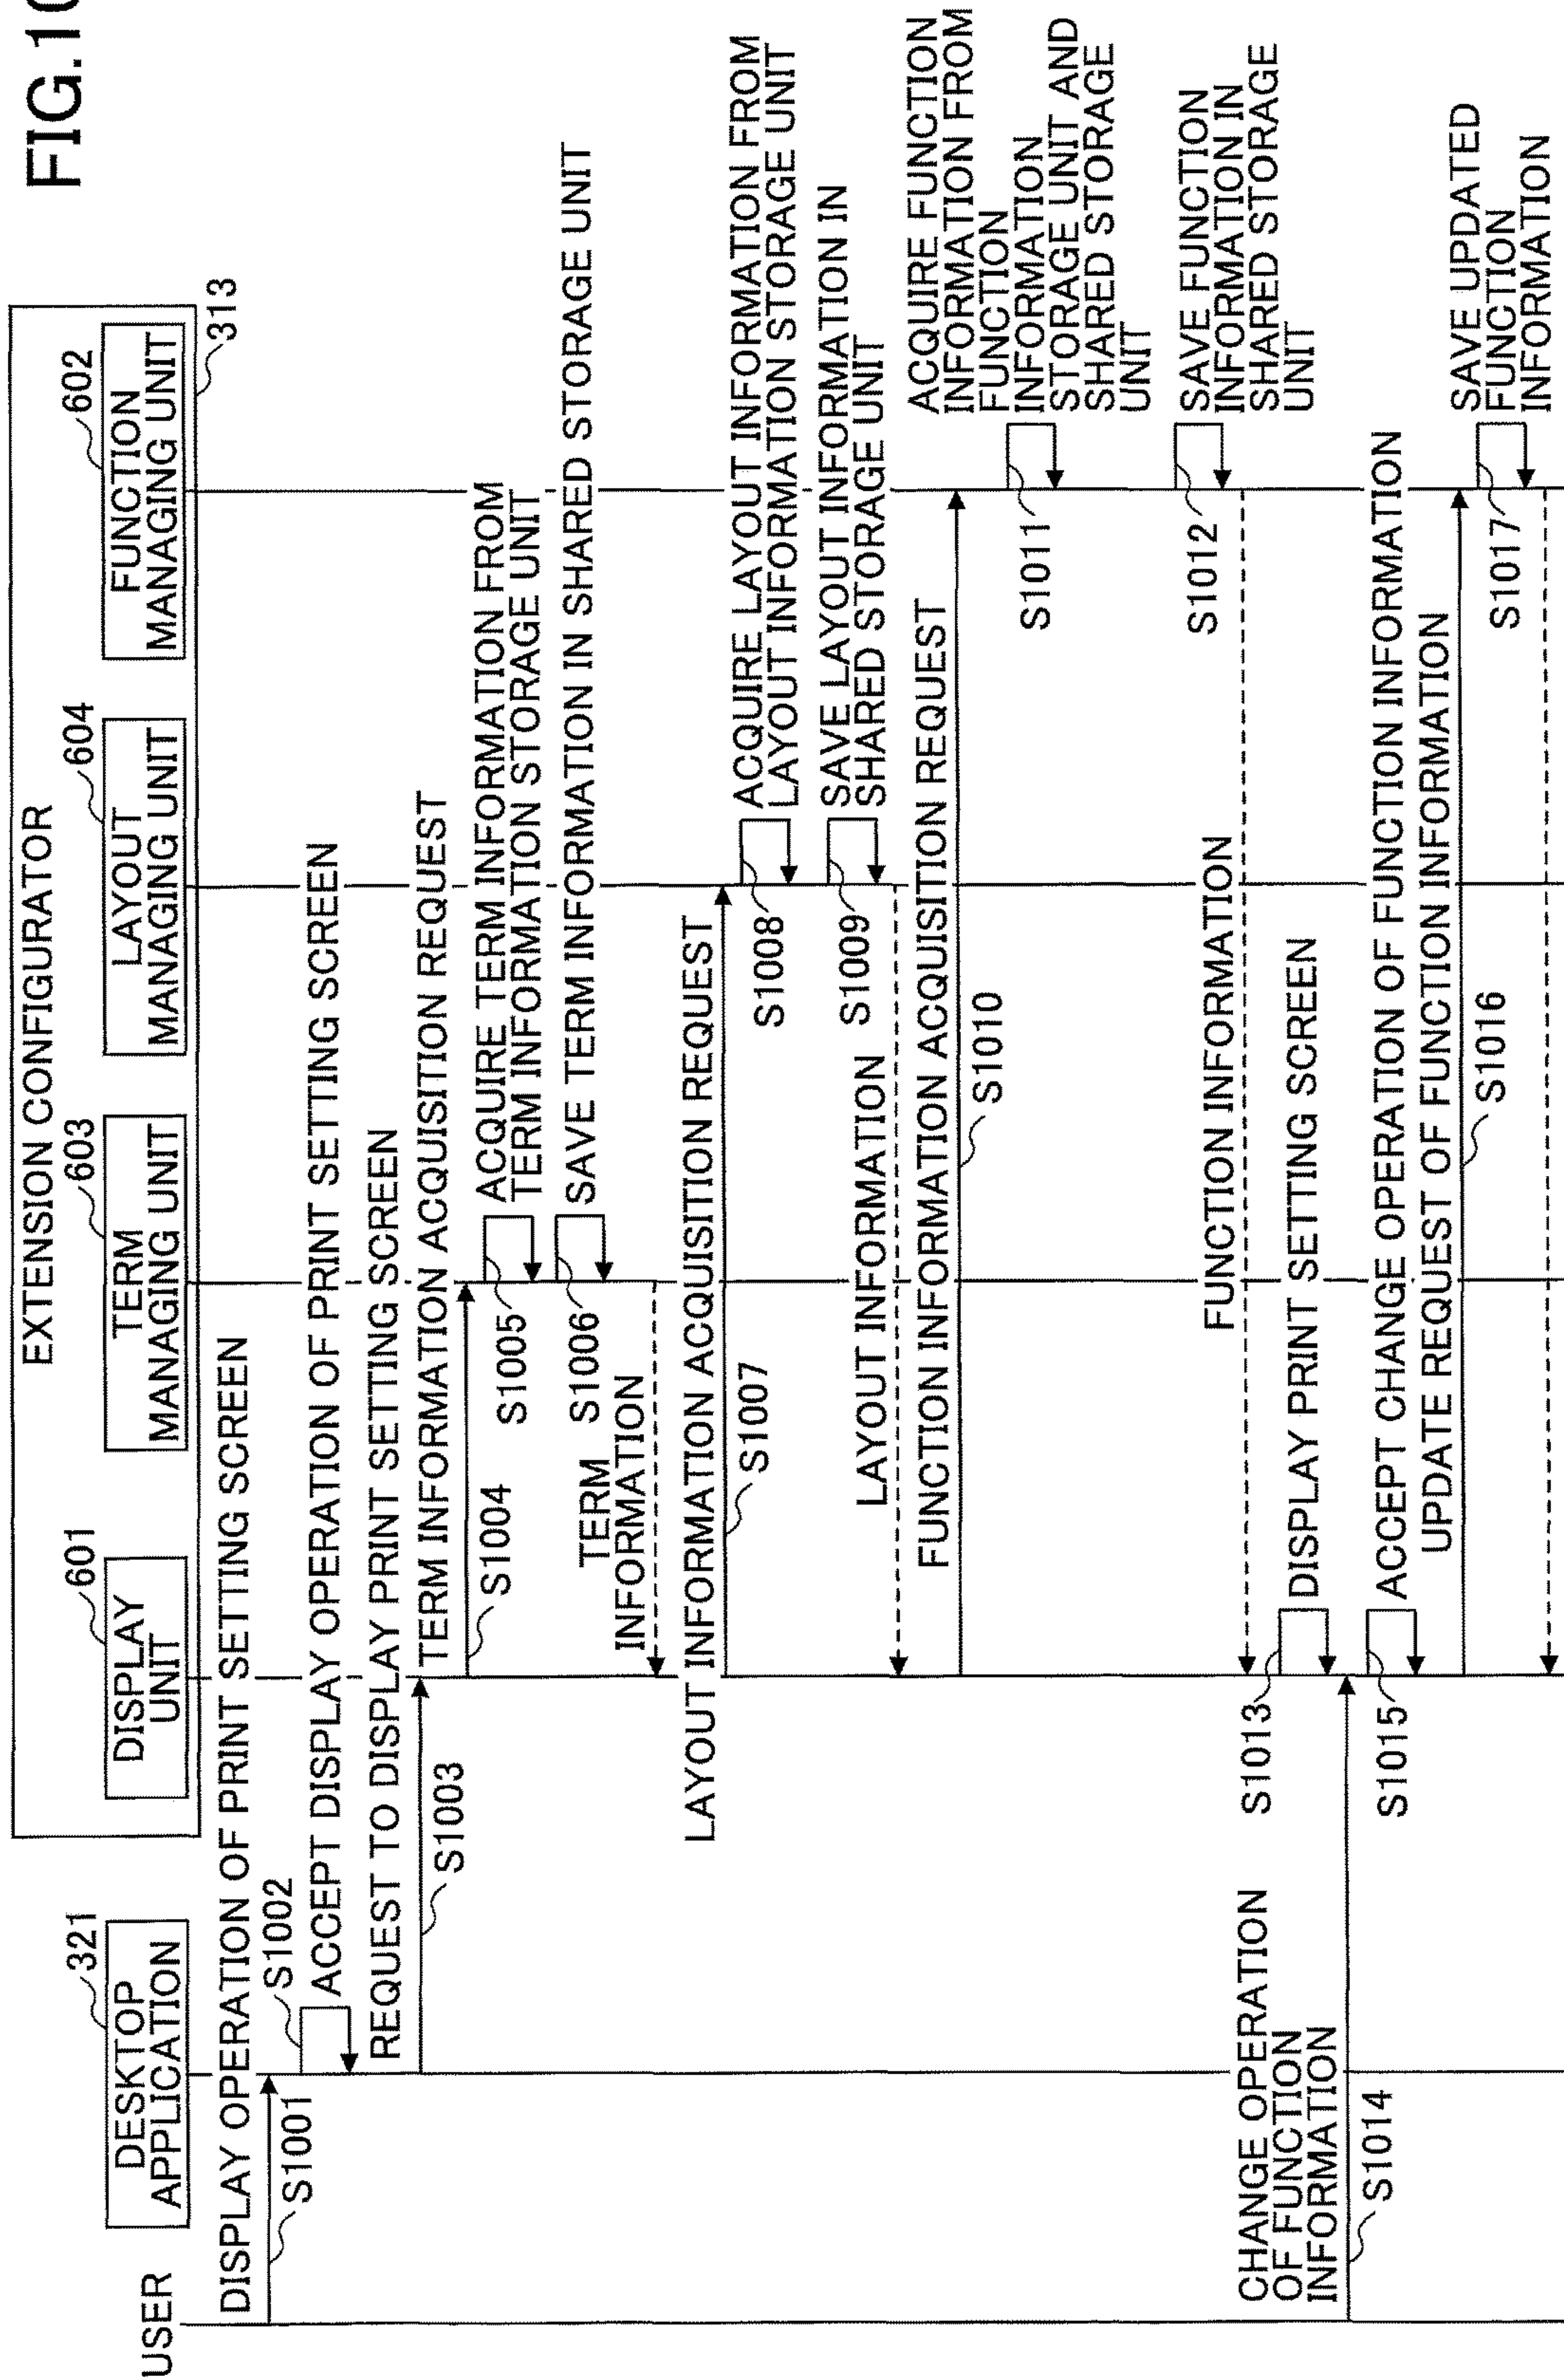 FIG.10
EXTENSION CONFIGURATOR
313
USER
321
DESKTOP
APPLICATION
601
DISPLAY
UNIT
603
TERM
MANAGING UNIT
604
LAYOUT
MANAGING UNIT
602
FUNCTION
MANAGING UNIT
DISPLAY OPERATION OF PRINT SETTING SCREEN
S1001
S1002
ACCEPT DISPLAY OPERATION OF PRINT SETTING SCREEN
REQUEST TO DISPLAY PRINT SETTING SCREEN
S1003
TERM INFORMATION ACQUISITION REQUEST
S1004
ACQUIRE TERM INFORMATION FROM
TERM INFORMATION STORAGE UNIT
S1005
SAVE TERM INFORMATION IN SHARED STORAGE UNIT
S1006
TERM
INFORMATION
LAYOUT INFORMATION ACQUISITION REQUEST
S1007
ACQUIRE LAYOUT INFORMATION FROM
LAYOUT INFORMATION STORAGE UNIT
S1008
SAVE LAYOUT INFORMATION IN
SHARED STORAGE UNIT
S1009
LAYOUT INFORMATION
FUNCTION INFORMATION ACQUISITION REQUEST
S1010
ACQUIRE FUNCTION
INFORMATION FROM
FUNCTION
INFORMATION
STORAGE UNIT AND
SHARED STORAGE
UNIT
S1011
SAVE FUNCTION
INFORMATION IN
SHARED STORAGE
UNIT
S1012
FUNCTION INFORMATION
S1013
DISPLAY PRINT SETTING SCREEN
CHANGE OPERATION
OF FUNCTION
INFORMATION
S1014
S1015
ACCEPT CHANGE OPERATION OF FUNCTION INFORMATION
UPDATE REQUEST OF FUNCTION INFORMATION
S1016
SAVE UPDATED
FUNCTION
INFORMATION
S1017